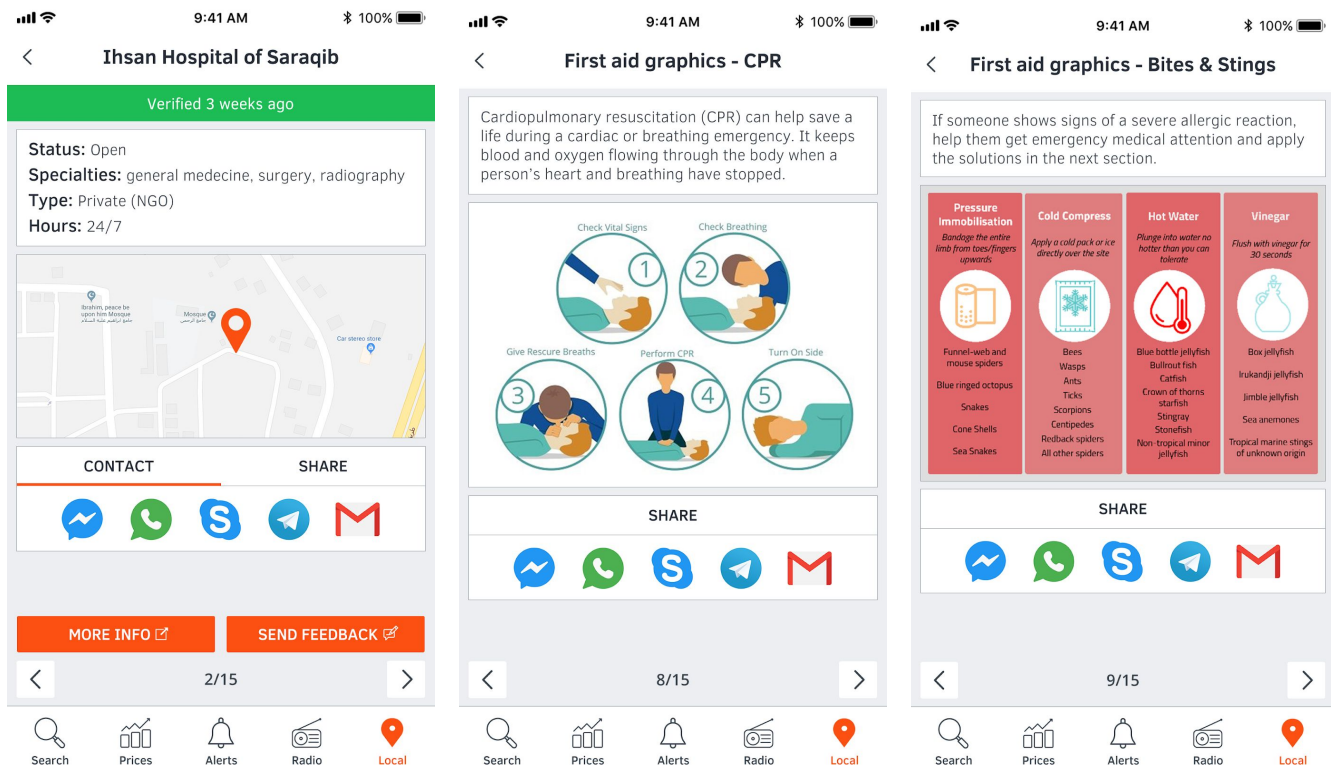 9:41 AM
100%
Ihsan Hospital of Saraqib
Verified 3 weeks ago
Status: Open
Specialties: general medecine, surgery, radiography
Type: Private (NGO)
Hours: 24/7
Ibrahim, peace be
upon him Mosque
جامع ابراهيم عليه السلام
Mosque
جامع الرحمن
Car stereo store
CONTACT
SHARE
MORE INFO
SEND FEEDBACK
2/15
Search
Prices
Alerts
Radio
Local
9:41 AM
100%
First aid graphics - CPR
Cardiopulmonary resuscitation (CPR) can help save a
life during a cardiac or breathing emergency. It keeps
blood and oxygen flowing through the body when a
person's heart and breathing have stopped.
Check Vital Signs
1
Check Breathing
2
Give Rescure Breaths
3
Perform CPR
4
Turn On Side
5
SHARE
8/15
Search
Prices
Alerts
Radio
Local
9:41 AM
100%
First aid graphics - Bites & Stings
If someone shows signs of a severe allergic reaction,
help them get emergency medical attention and apply
the solutions in the next section.
Pressure
Immobilisation
Bandage the entire
limb from toes/fingers
upwards
Funnel-web and
mouse spiders
Blue ringed octopus
Snakes
Cone Shells
Sea Snakes
Cold Compress
Apply a cold pack or ice
directly over the site
Bees
Wasps
Ants
Ticks
Scorpions
Centipedes
Redback spiders
All other spiders
Hot Water
Plunge into water no
hotter than you can
tolerate
Blue bottle jellyfish
Bullrout fish
Catfish
Crown of thorns
starfish
Stingray
Stonefish
Non-tropical minor
jellyfish
Vinegar
Flush with vinegar for
30 seconds
Box jellyfish
Irukandji jellyfish
Jimble jellyfish
Sea anemones
Tropical marine stings
of unknown origin
SHARE
9/15
Search
Prices
Alerts
Radio
Local